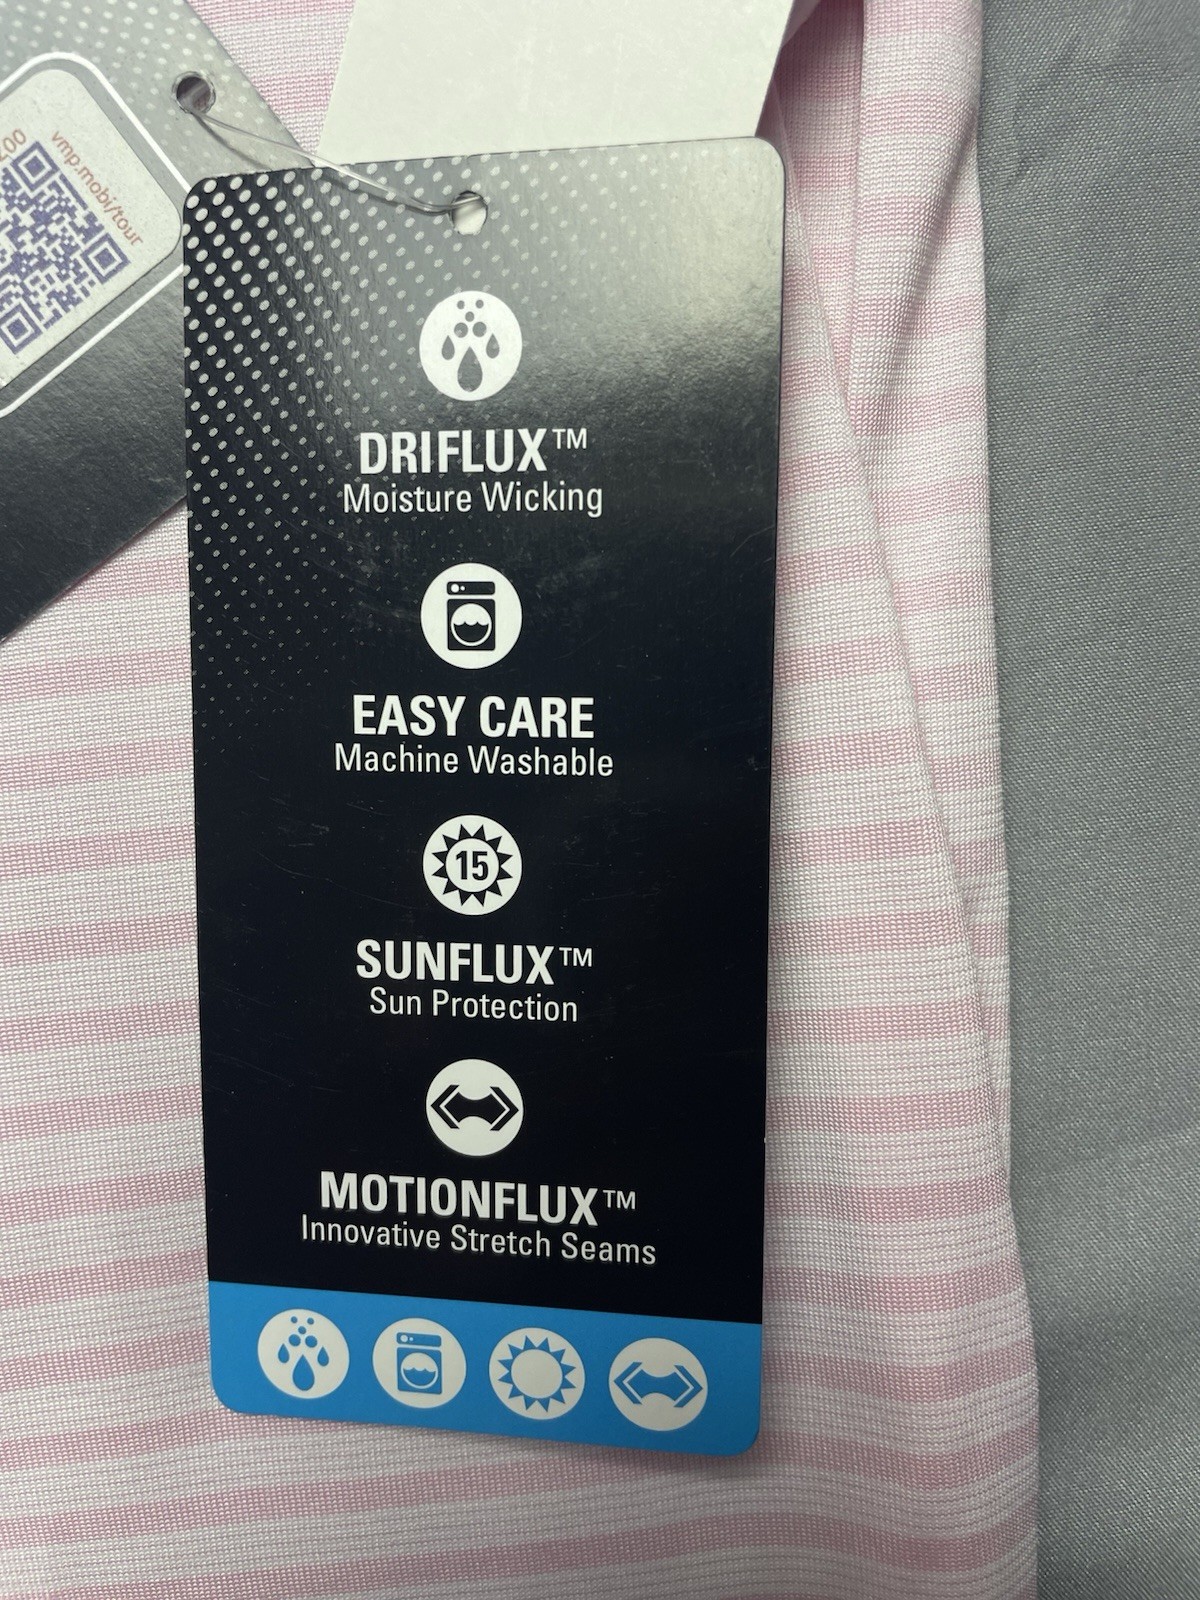 vmp.mobi/tour
DRIFLUX™
Moisture Wicking
EASY CARE
Machine Washable
15
SUNFLUX™
Sun Protection
MOTIONFLUX™
Innovative Stretch Seams